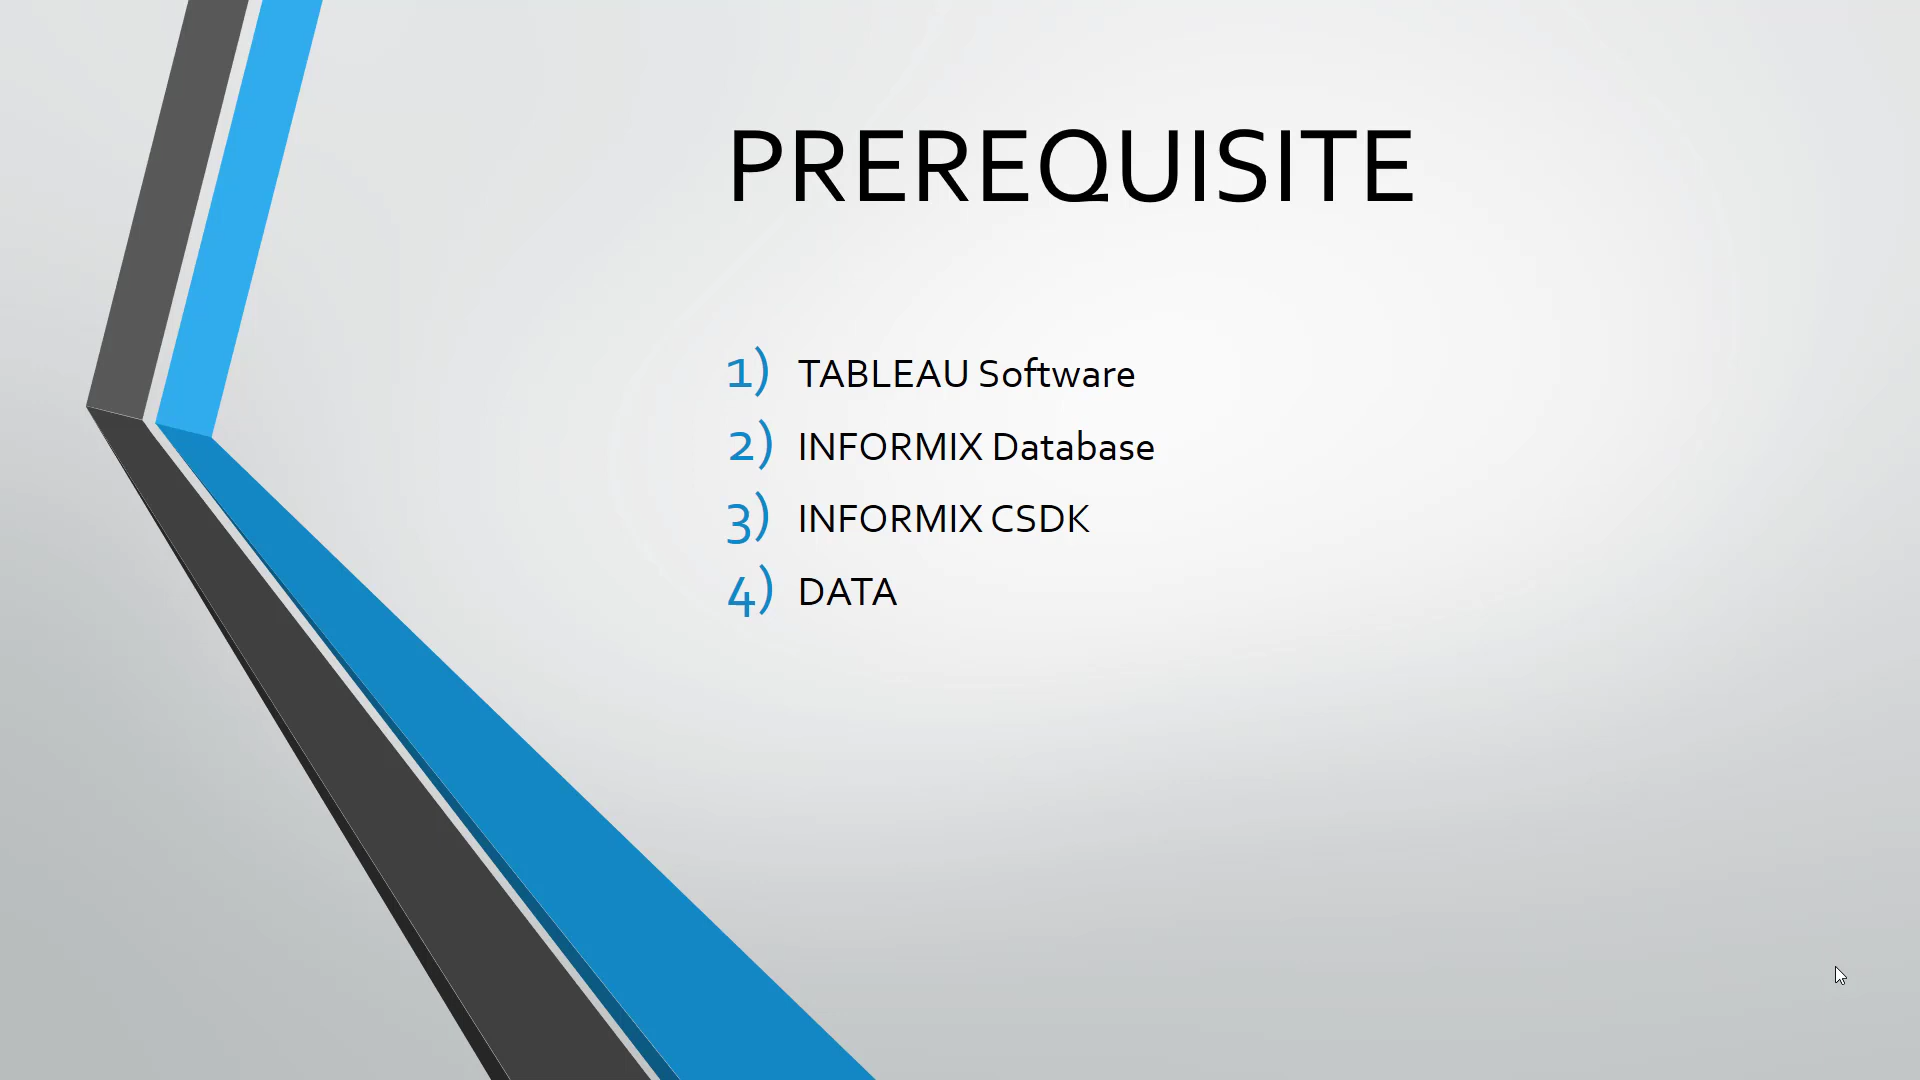 PREREQUISITE
1) TABLEAU Software
2) INFORMIX Database
3) INFORMIX CSDK
4) DATA